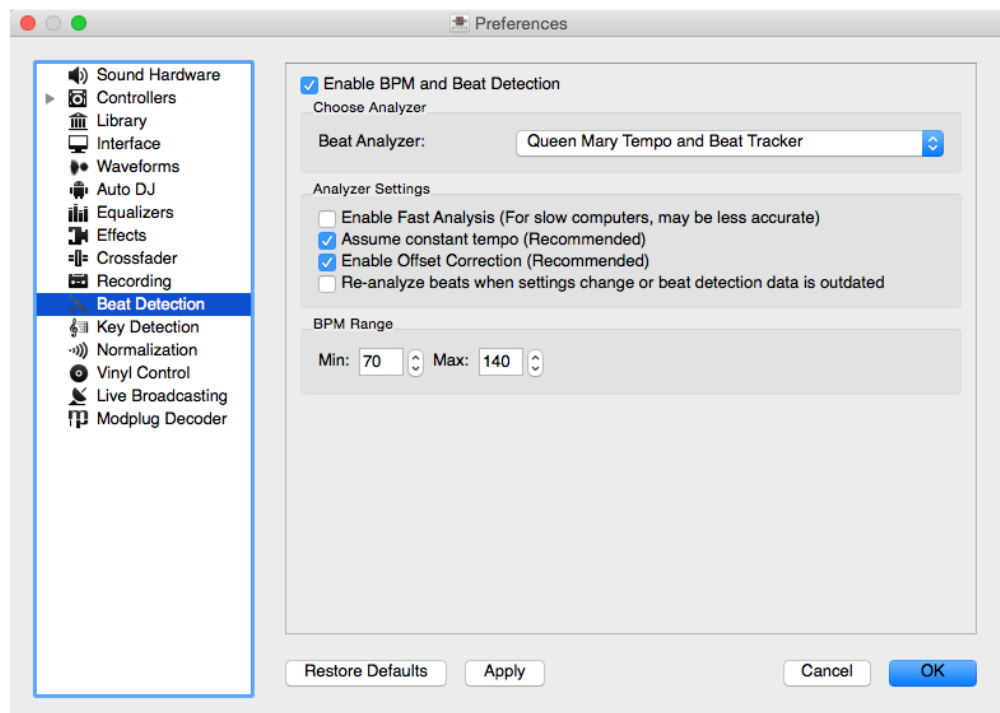 Preferences
Sound Hardware
Controllers
Library
Interface
Waveforms
Auto DJ
Equalizers
Effects
Crossfader
Recording
Beat Detection
Key Detection
Normalization
Vinyl Control
Live Broadcasting
Modplug Decoder
Enable BPM and Beat Detection
Choose Analyzer
Beat Analyzer: Queen Mary Tempo and Beat Tracker
Analyzer Settings
Enable Fast Analysis (For slow computers, may be less accurate)
Assume constant tempo (Recommended)
Enable Offset Correction (Recommended)
Re-analyze beats when settings change or beat detection data is outdated
BPM Range
Min: 70 Max: 140
Restore Defaults Apply Cancel OK